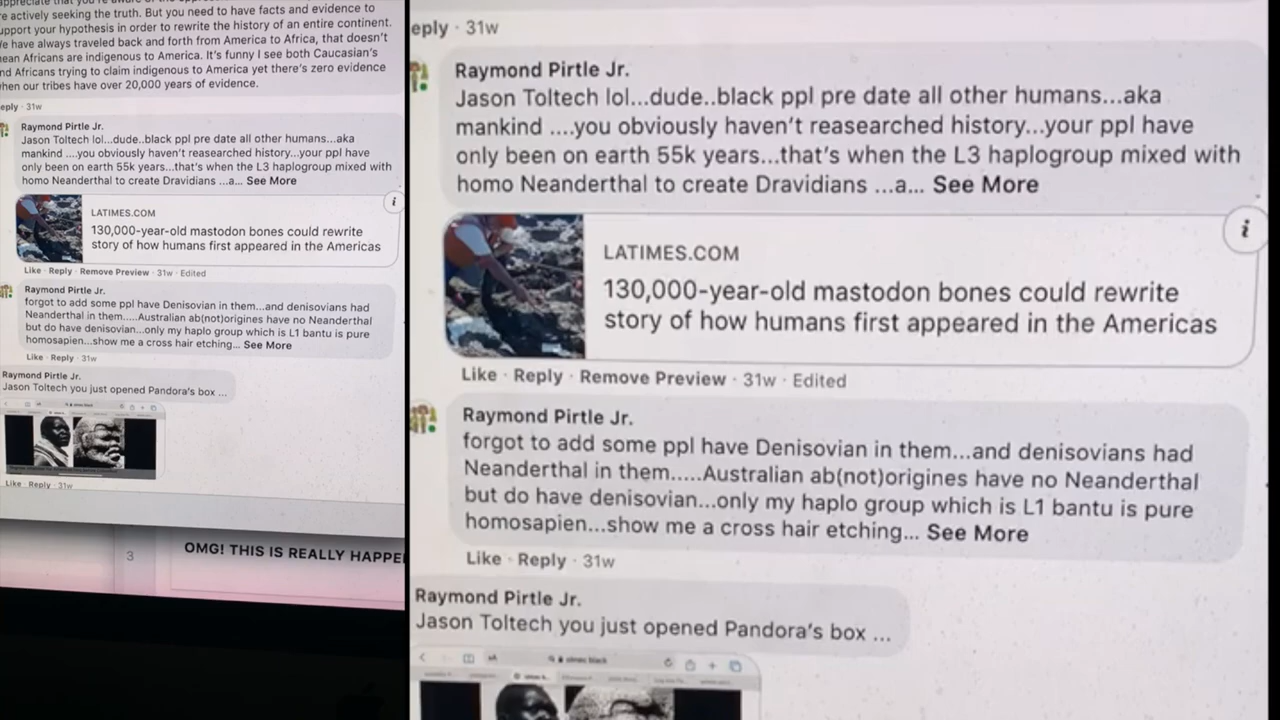 appreciate that you're aware of the
e actively seeking the truth. But you need to have facts and evidence to
upport your hypothesis in order to rewrite the history of an entire continent.
e have always traveled back and forth from America to Africa, that doesn't
ean Africans are indigenous to America. It's funny I see both Caucasian's
nd Africans trying to claim indigenous to America yet there's zero evidence
hen our tribes have over 20,000 years of evidence.
eply · 31w
Raymond Pirtle Jr.
Jason Toltech lol...dude..black ppl pre date all other humans...aka
mankind ....you obviously haven't reasearched history...your ppl have
only been on earth 55k years...that's when the L3 haplogroup mixed with
homo Neanderthal to create Dravidians ...a... See More
LATIMES.COM
130,000-year-old mastodon bones could rewrite
story of how humans first appeared in the Americas
Like · Reply · Remove Preview · 31w · Edited
Raymond Pirtle Jr.
forgot to add some ppl have Denisovian in them...and denisovians had
Neanderthal in them.....Australian ab(not)origines have no Neanderthal
but do have denisovian...only my haplo group which is L1 bantu is pure
homosapien...show me a cross hair etching... See More
Like · Reply · 31w
Raymond Pirtle Jr.
Jason Toltech you just opened Pandora's box ...
Like · Reply · 31w
3
OMG! THIS IS REALLY HAPPE
eply · 31w
Raymond Pirtle Jr.
Jason Toltech lol...dude..black ppl pre date all other humans...aka
mankind ....you obviously haven't reasearched history...your ppl have
only been on earth 55k years...that's when the L3 haplogroup mixed with
homo Neanderthal to create Dravidians ...a... See More
LATIMES.COM
i
130,000-year-old mastodon bones could rewrite
story of how humans first appeared in the Americas
Like · Reply · Remove Preview · 31w · Edited
Raymond Pirtle Jr.
forgot to add some ppl have Denisovian in them...and denisovians had
Neanderthal in them.....Australian ab(not)origines have no Neanderthal
but do have denisovian...only my haplo group which is L1 bantu is pure
homosapien...show me a cross hair etching... See More
Like · Reply · 31w
Raymond Pirtle Jr.
Jason Toltech you just opened Pandora's box ...
olmec black